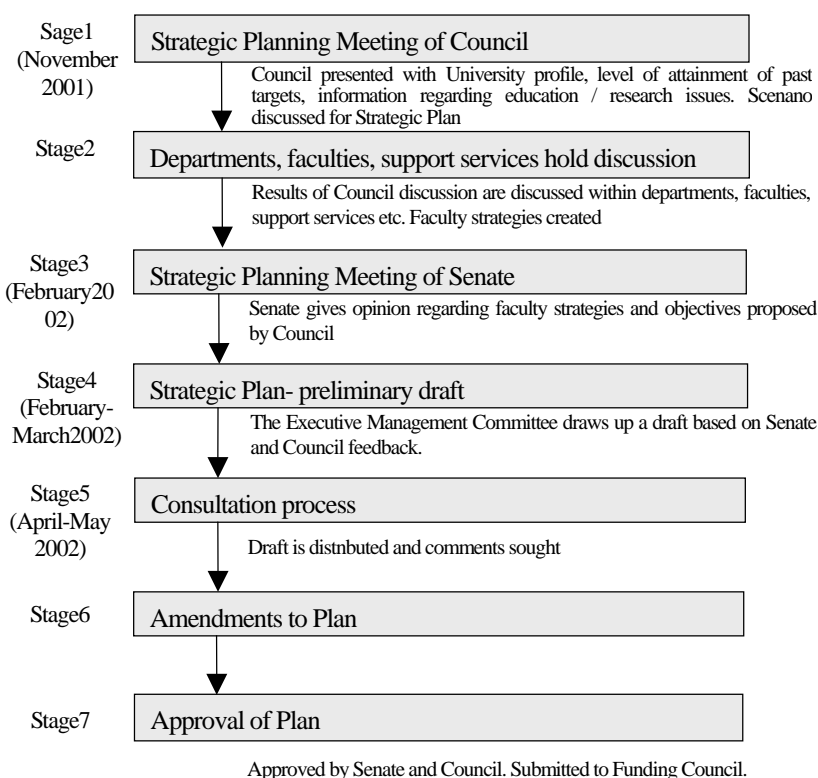 Sage1
(November
2001)
Strategic Planning Meeting of Council
Council presented with University profile, level of attainment of past
targets, information regarding education / research issues. Scenano
discussed for Strategic Plan
Stage2
Departments, faculties, support services hold discussion
Results of Council discussion are discussed within departments, faculties,
support services etc. Faculty strategies created
Stage3
(February20
02)
Strategic Planning Meeting of Senate
Senate gives opinion regarding faculty strategies and objectives proposed
by Council
Stage4
(February-
March2002)
Strategic Plan- preliminary draft
The Executive Management Committee draws up a draft based on Senate
and Council feedback.
Stage5
(April-May
2002)
Consultation process
Draft is distnbuted and comments sought
Stage6
Amendments to Plan
Stage7
Approval of Plan
Approved by Senate and Council. Submitted to Funding Council.